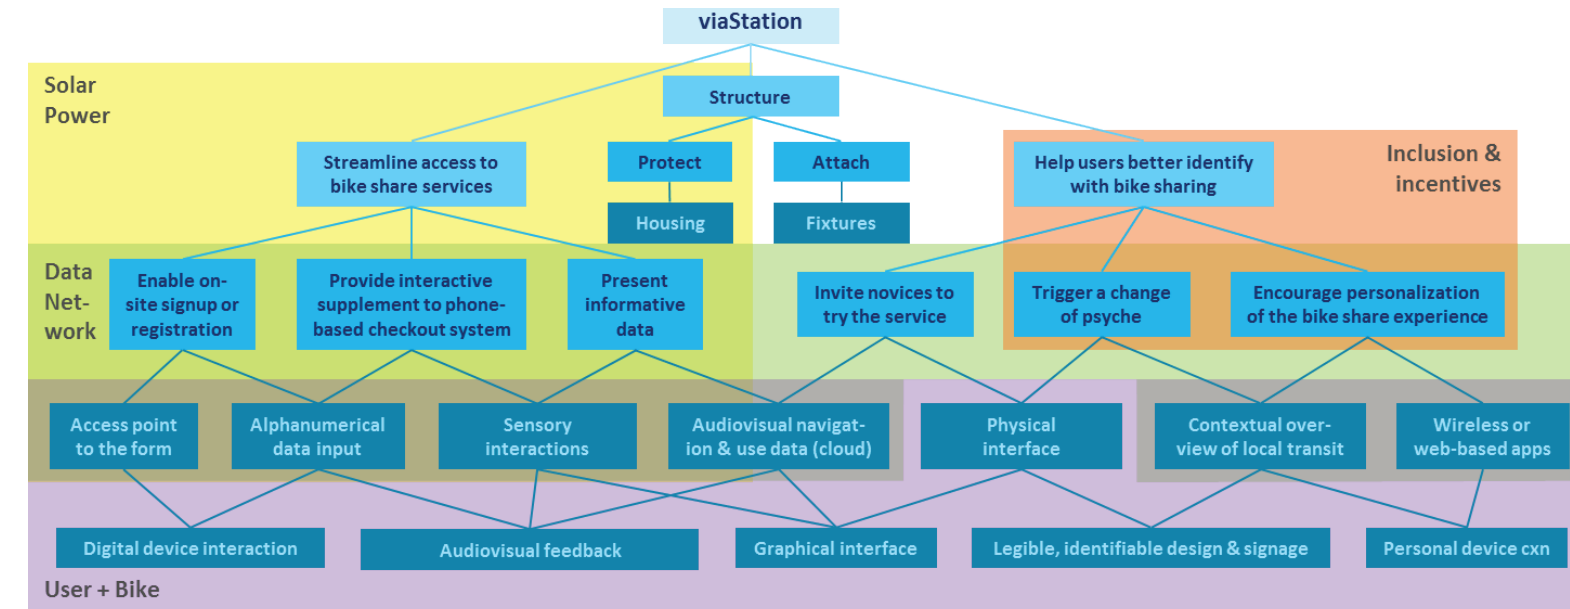 viaStation
Solar
Power
Structure
Streamline access to
bike share services
Protect
Attach
Help users better identify
with bike sharing
Inclusion &
incentives
Housing
Fixtures
Data
Net-
work
Enable on-
site signup or
registration
Provide interactive
supplement to phone-
based checkout system
Present
informative
data
Invite novices to
try the service
Trigger a change
of psyche
Encourage personalization
of the bike share experience
Access point
to the form
Alphanumerical
data input
Sensory
interactions
Audiovisual navigat-
ion & use data (cloud)
Physical
interface
Contextual over-
view of local transit
Wireless or
web-based apps
Digital device interaction
Audiovisual feedback
Graphical interface
Legible, identifiable design & signage
Personal device cxn
User + Bike